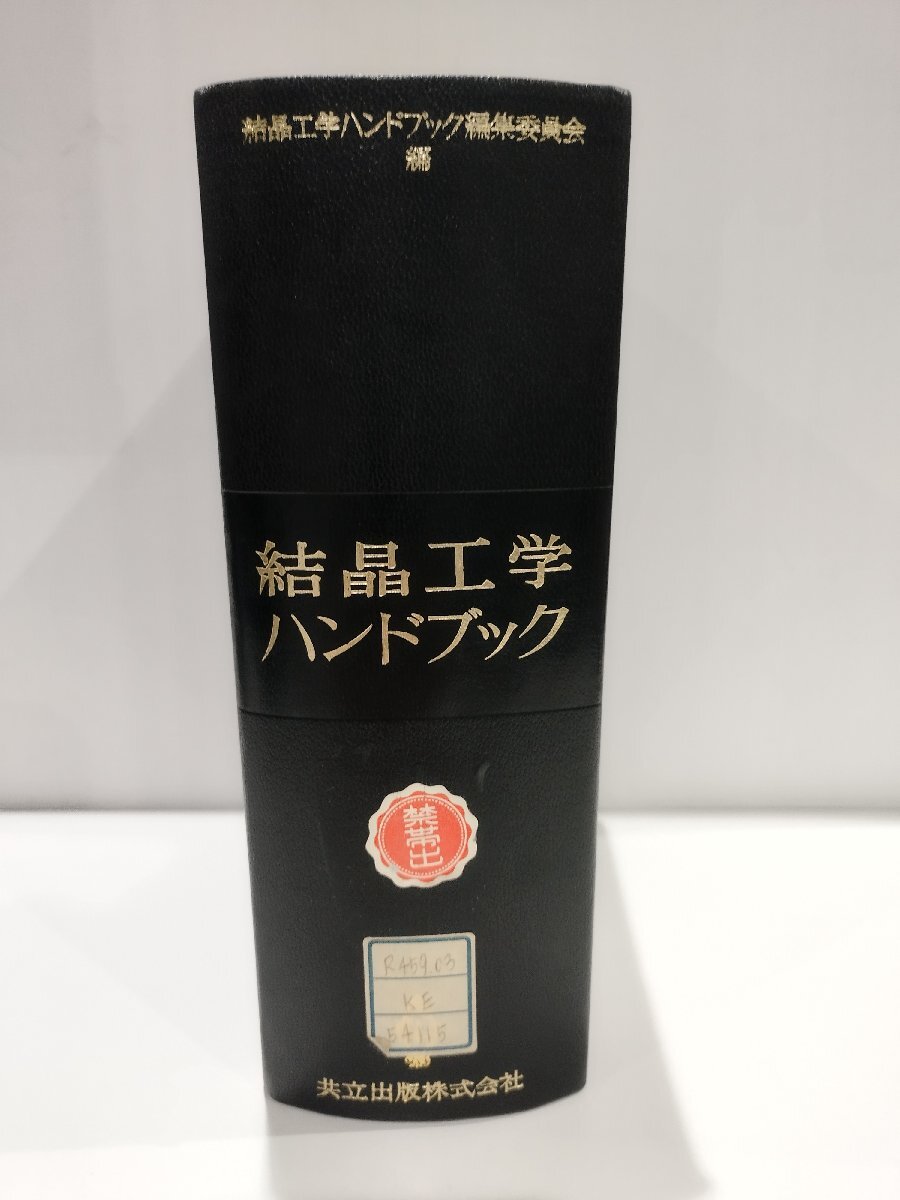 結晶工学ハンドブック編集委員会
編
結晶工学
ハンドブック
禁帯出
R459.03
KE
54115
共立出版株式会社